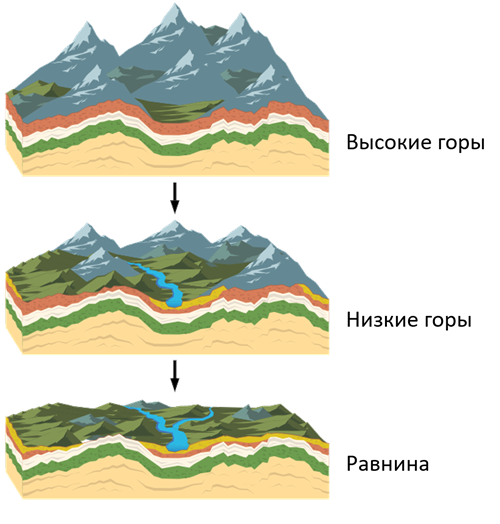 Высокие горы
Низкие горы
Равнина